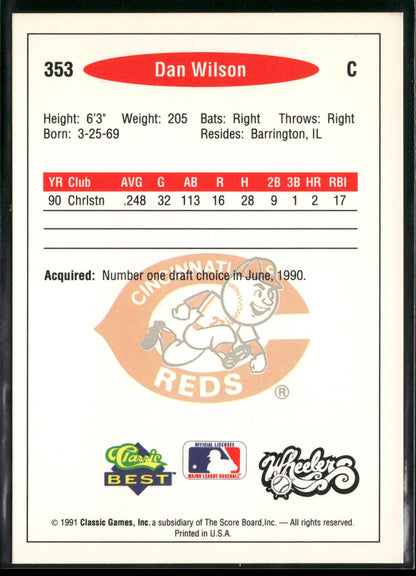 353 Dan Wilson C
Height: 6'3" Weight: 205 Bats: Right Throws: Right
Born: 3-25-69 Resides: Barrington, IL
YR Club AVG G AB R H 2B 3B HR RBI
90 Chrlstn .248 32 113 16 28 9 1 2 17
Acquired: Number one draft choice in June, 1990.
CINCINNATI
REDS ®
Classic
BEST
OFFICIAL LICENSEE
MAJOR LEAGUE BASEBALL
Wheelers
© 1991 Classic Games, Inc. a subsidiary of The Score Board,Inc. — All rights reserved.
Printed in U.S.A.